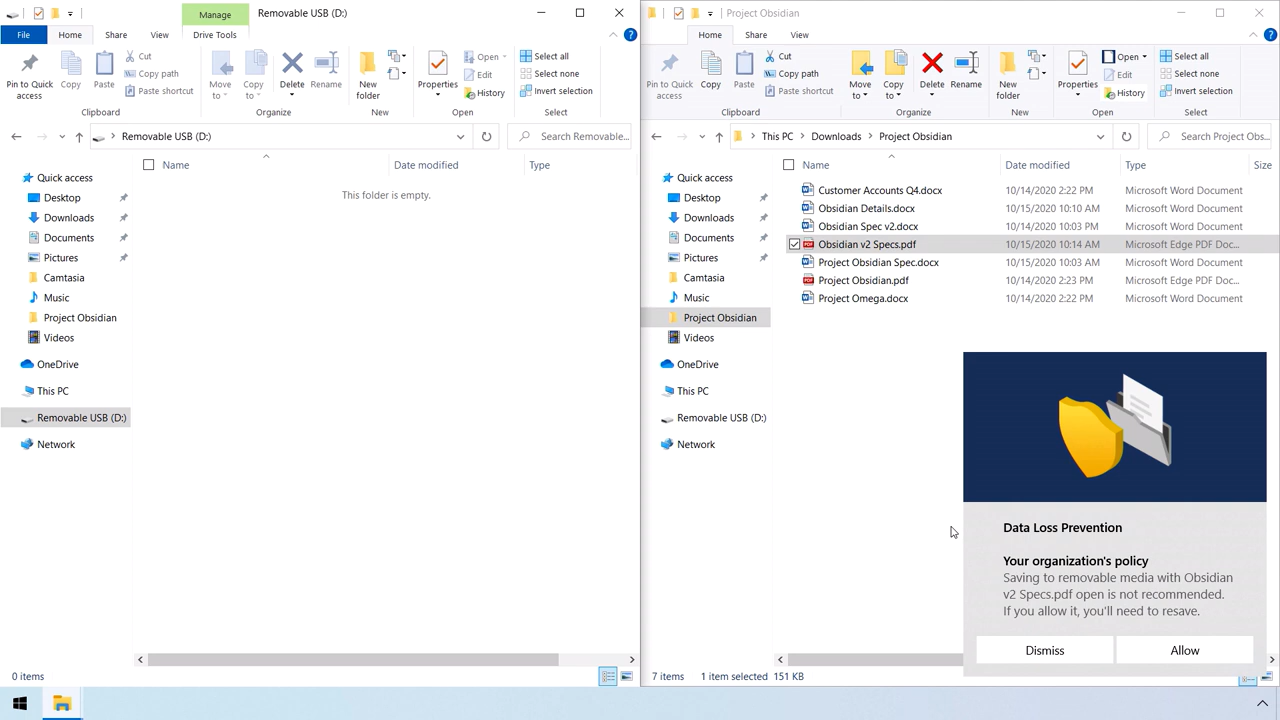 Manage
Removable USB (D:)
File
Home
Share
View
Drive Tools
Pin to Quick
access
Copy
Paste
Cut
Copy path
Paste shortcut
Clipboard
Move
to
Copy
to
Delete
Rename
Organize
New
folder
New
Properties
Open
Edit
History
Open
Select all
Select none
Invert selection
Select
Removable USB (D:)
Search Removable...
Name
Date modified
Type
This folder is empty.
Quick access
Desktop
Downloads
Documents
Pictures
Camtasia
Music
Project Obsidian
Videos
OneDrive
This PC
Removable USB (D:)
Network
0 items
Project Obsidian
Home
Share
View
Pin to Quick
access
Copy
Paste
Cut
Copy path
Paste shortcut
Clipboard
Move
to
Copy
to
Delete
Rename
Organize
New
folder
New
Properties
Open
Edit
History
Open
Select all
Select none
Invert selection
Select
This PC > Downloads > Project Obsidian
Search Project Obs...
Name
Date modified
Type
Size
Customer Accounts Q4.docx 10/14/2020 2:22 PM Microsoft Word Document
Obsidian Details.docx 10/15/2020 10:10 AM Microsoft Word Document
Obsidian Spec v2.docx 10/14/2020 10:03 PM Microsoft Word Document
Obsidian v2 Specs.pdf 10/15/2020 10:14 AM Microsoft Edge PDF Doc...
Project Obsidian Spec.docx 10/15/2020 10:03 AM Microsoft Word Document
Project Obsidian.pdf 10/14/2020 2:23 PM Microsoft Edge PDF Doc...
Project Omega.docx 10/14/2020 2:22 PM Microsoft Word Document
Quick access
Desktop
Downloads
Documents
Pictures
Camtasia
Music
Project Obsidian
Videos
OneDrive
This PC
Removable USB (D:)
Network
Data Loss Prevention
Your organization's policy
Saving to removable media with Obsidian
v2 Specs.pdf open is not recommended.
If you allow it, you'll need to resave.
Dismiss
Allow
7 items
1 item selected 151 KB